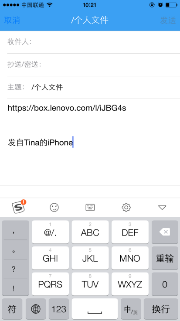 中国联通 10:21
取消 /个人文件 发送
收件人:
抄送/密送:
主题: /个人文件
https://box.lenovo.com/l/iJBG4s
发自Tina的iPhone
， @/. ABC DEF
。 GHI JKL MNO 重输
? PQRS TUV WXYZ 0
!
符 123 中/英 换行